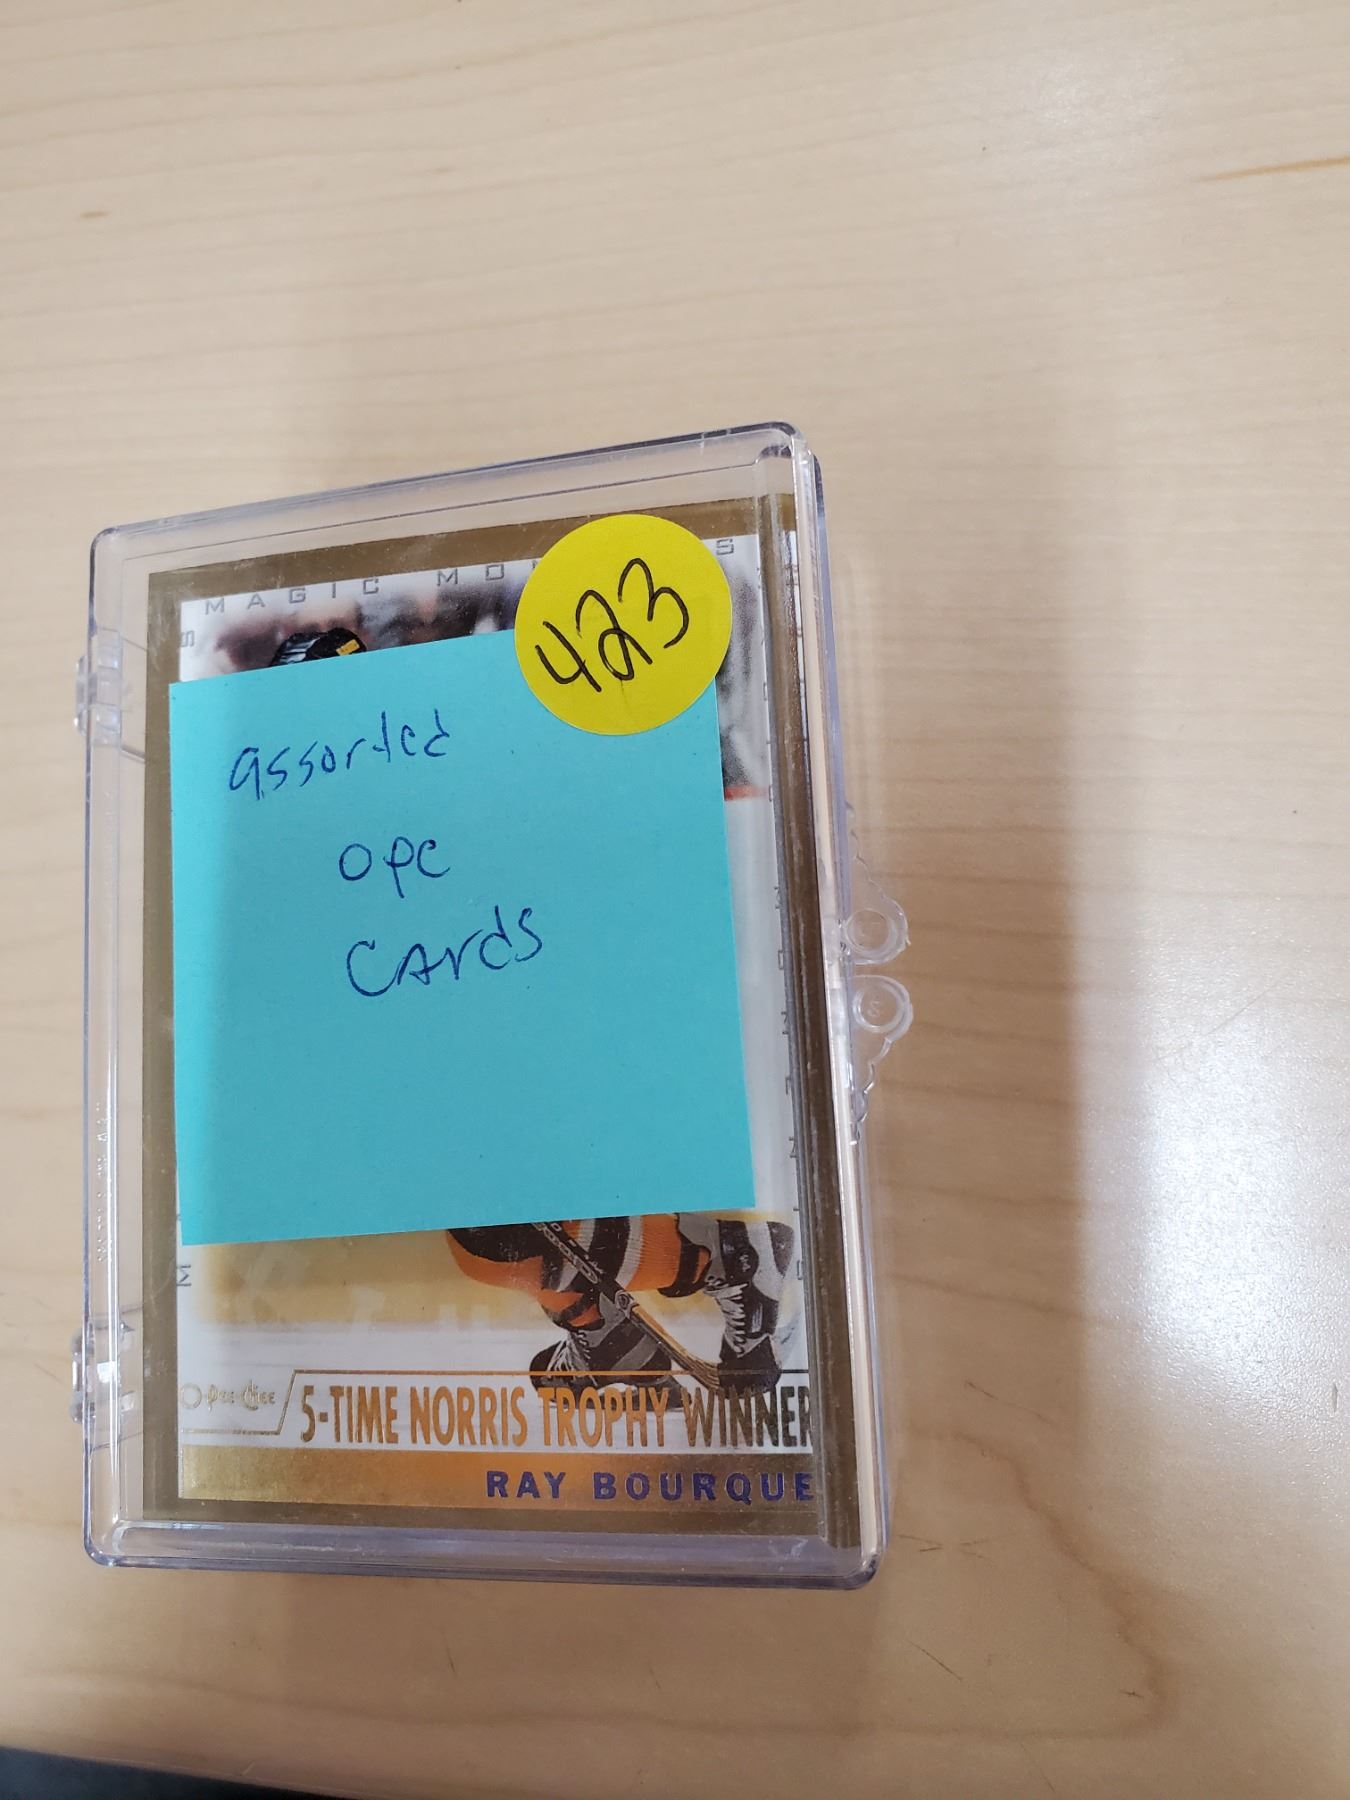 MAGIC MO
S
423
assorted
OPC
Cards
O-Pee-Chee
5-TIME NORRIS TROPHY WINNER
RAY BOURQUE